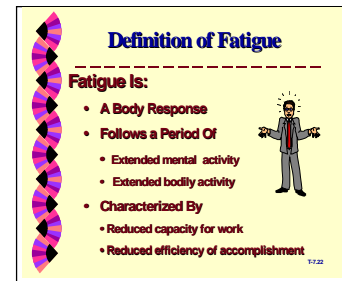 Definition of Fatigue
Fatigue Is:
• A Body Response
• Follows a Period Of
• Extended mental activity
• Extended bodily activity
• Characterized By
• Reduced capacity for work
• Reduced efficiency of accomplishment
T-7.22